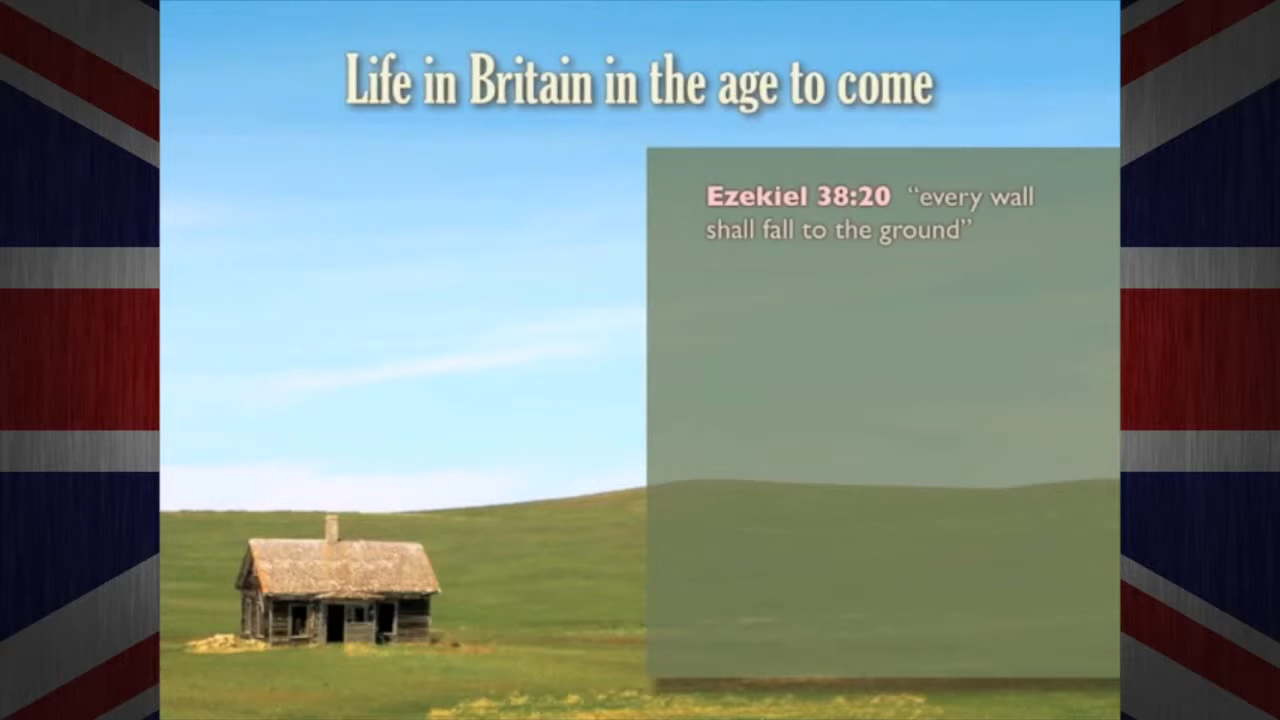 Life in Britain in the age to come
Ezekiel 38:20 “every wall
shall fall to the ground”